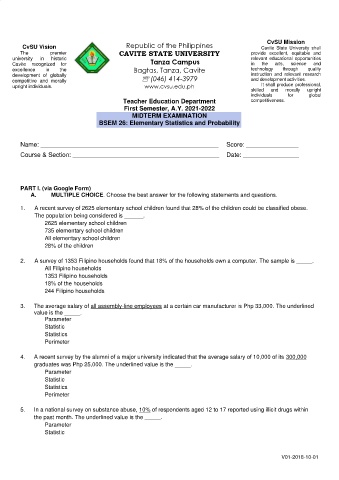 CvSU Vision
The premier
university in historic
Cavite recognized for
excellence in the
development of globally
competitive and morally
upright individuals.
Republic of the Philippines
CAVITE STATE UNIVERSITY
Tanza Campus
Bagtas, Tanza, Cavite
☏ (046) 414-3979
www.cvsu.edu.ph
CvSU Mission
Cavite State University shall
provide excellent, equitable and
relevant educational opportunities
in the arts, science and
technology through quality
instruction and relevant research
and development activities.
It shall produce professional,
skilled and morally upright
individuals for global
competitiveness.
Teacher Education Department
First Semester, A.Y. 2021-2022
MIDTERM EXAMINATION
BSEM 26: Elementary Statistics and Probability
Name: ______ Score: ______
Course & Section: ______ Date: ______
PART I. (via Google Form)
A. MULTIPLE CHOICE. Choose the best answer for the following statements and questions.
1. A recent survey of 2625 elementary school children found that 28% of the children could be classified obese.
The population being considered is ______.
2625 elementary school children
735 elementary school children
All elementary school children
28% of the children
2. A survey of 1353 Filipino households found that 18% of the households own a computer. The sample is _____.
All Filipino households
1353 Filipino households
18% of the households
244 Filipino households
3. The average salary of all assembly-line employees at a certain car manufacturer is Php 33,000. The underlined
value is the _____.
Parameter
Statistic
Statistics
Perimeter
4. A recent survey by the alumni of a major university indicated that the average salary of 10,000 of its 300,000
graduates was Php 25,000. The underlined value is the _____.
Parameter
Statistic
Statistics
Perimeter
5. In a national survey on substance abuse, 10% of respondents aged 12 to 17 reported using illicit drugs within
the past month. The underlined value is the _____.
Parameter
Statistic
V01-2018-10-01